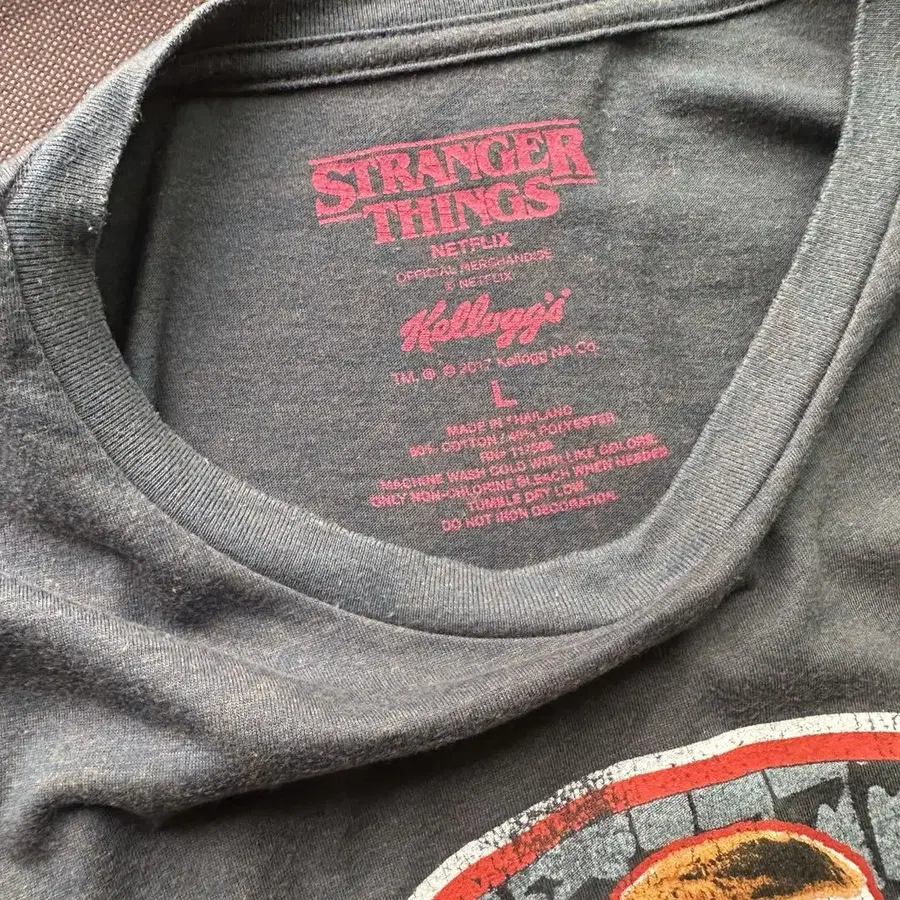 STRANGER
THINGS
NETFLIX
OFFICIAL MERCHANDISE
© NETFLIX
Kellogg's®
TM, ®, © 2017 Kellogg NA Co.
L
MADE IN THAILAND
60% COTTON / 40% POLYESTER
RN#
MACHINE WASH COLD WITH LIKE COLORS.
ONLY NON-CHLORINE BLEACH WHEN NEEDED
TUMBLE DRY LOW.
DO NOT IRON DECORATION.